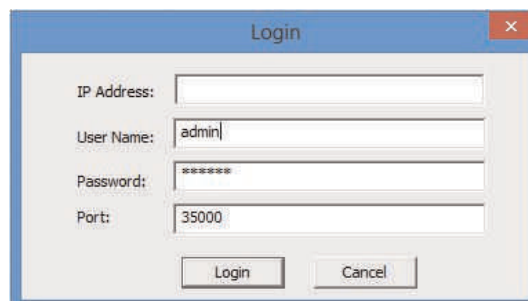 Login
IP Address:
User Name: admin
Password: ******
Port: 35000
Login Cancel